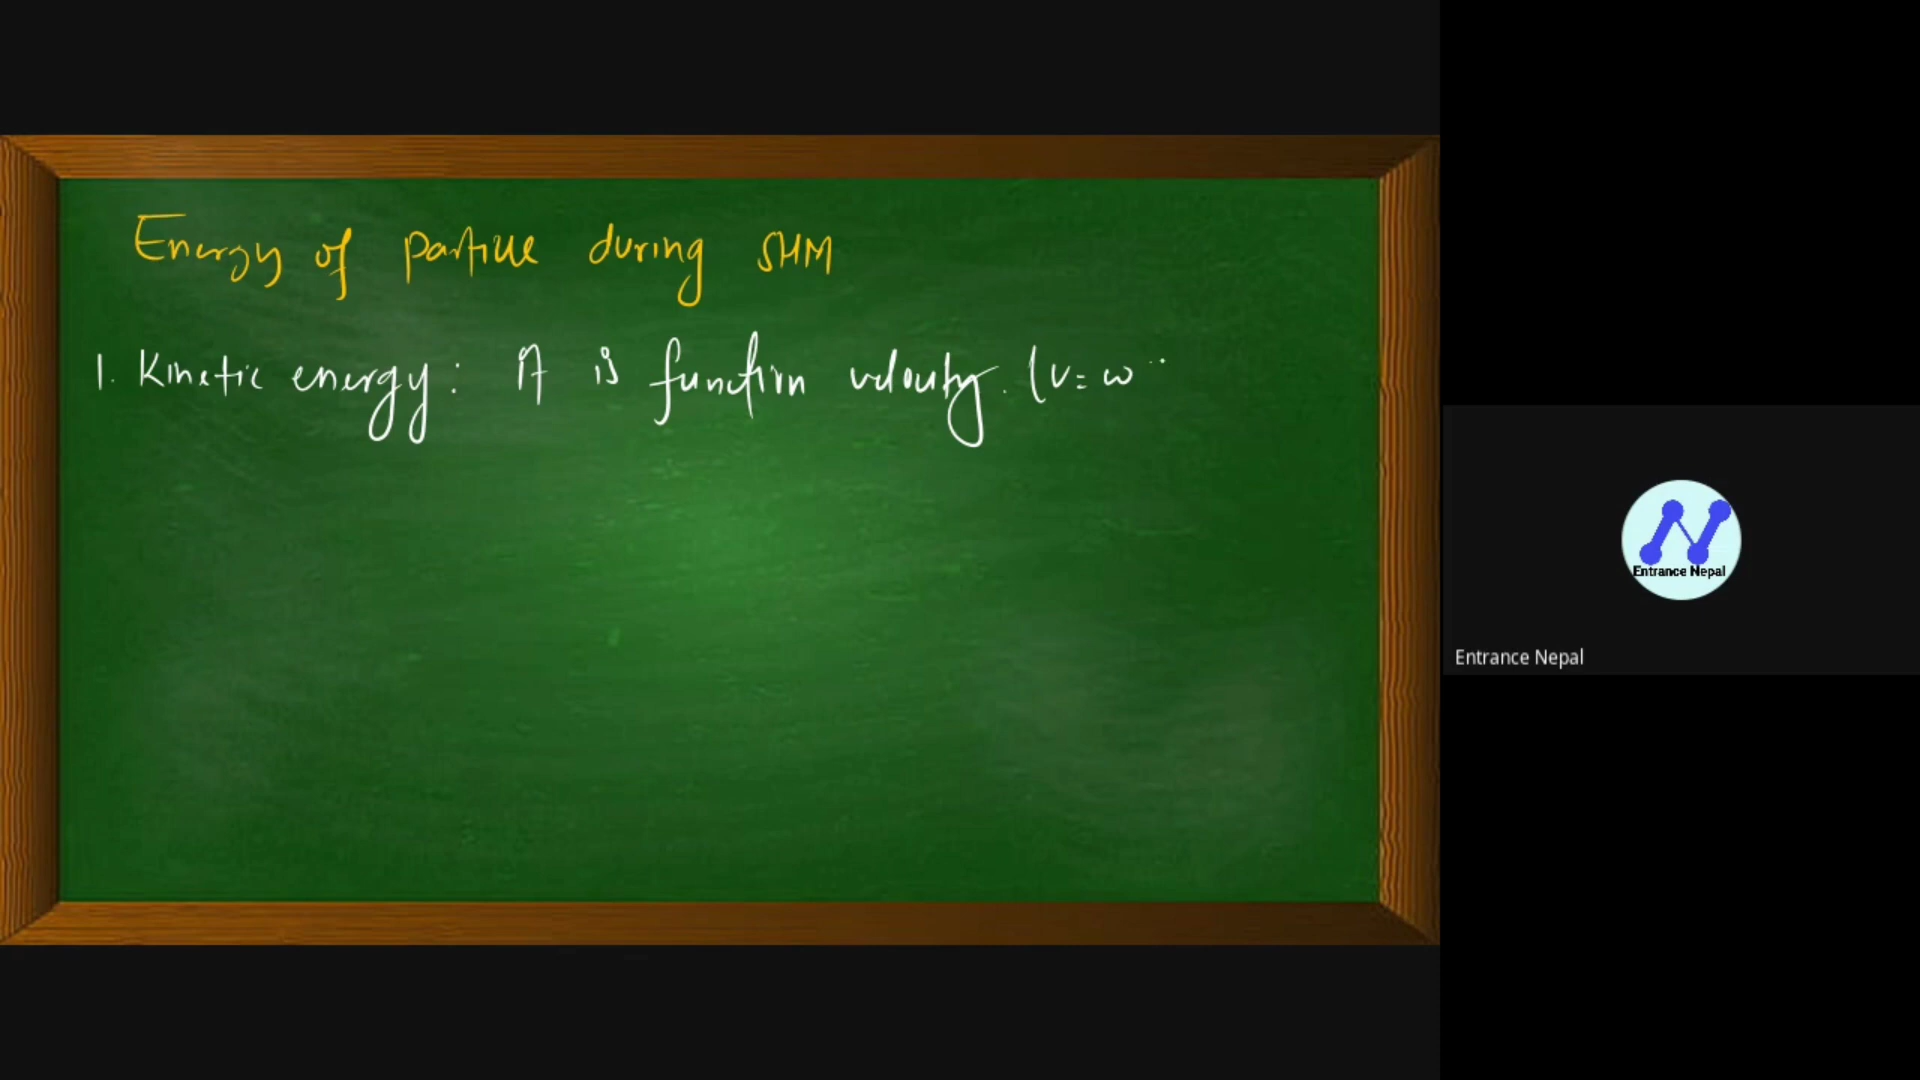 Energy of particle during SHM
1. Kinetic energy: It is function velocity. (v= ω
Entrance Nepal
Entrance Nepal